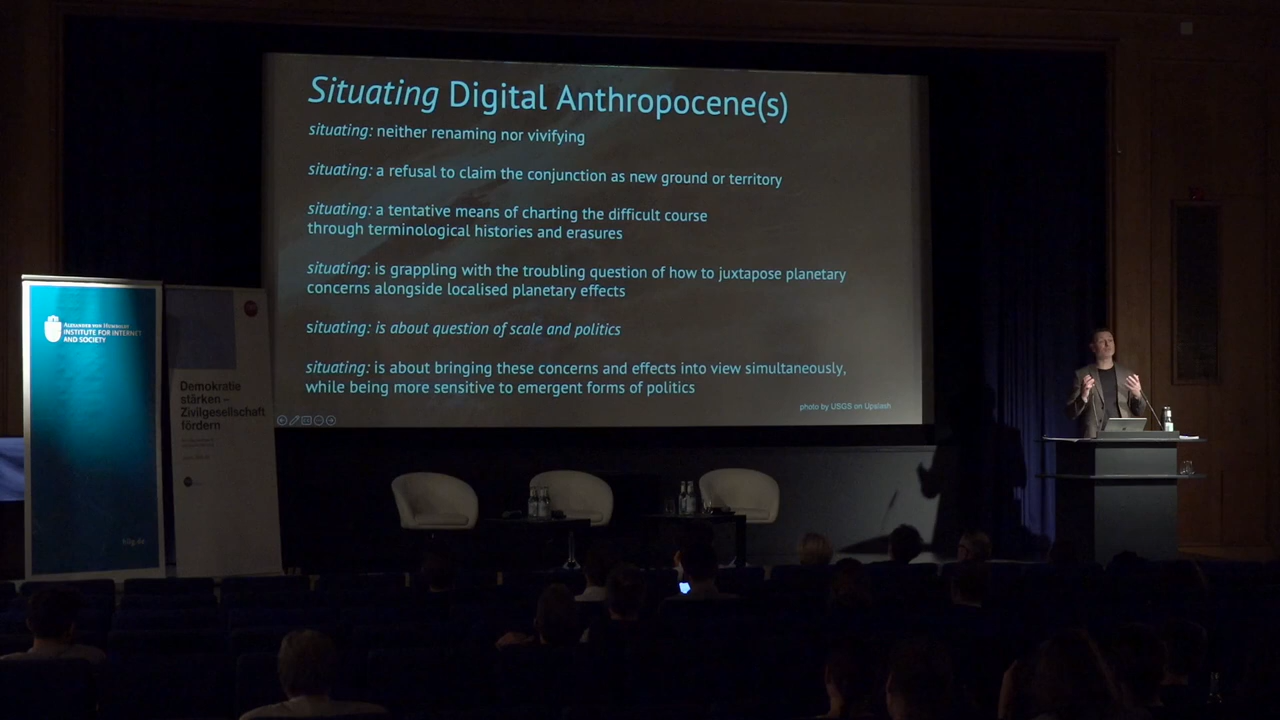 Situating Digital Anthropocene(s)
situating: neither renaming nor vivifying
situating: a refusal to claim the conjunction as new ground or territory
situating: a tentative means of charting the difficult course
through terminological histories and erasures
situating: is grappling with the troubling question of how to juxtapose planetary
concerns alongside localised planetary effects
situating: is about question of scale and politics
situating: is about bringing these concerns and effects into view simultaneously,
while being more sensitive to emergent forms of politics
photo by USGS on Upslash
ALEXANDER VON HUMBOLDT
INSTITUTE FOR INTERNET
AND SOCIETY
Demokratie
stärken –
Zivilgesellschaft
fördern